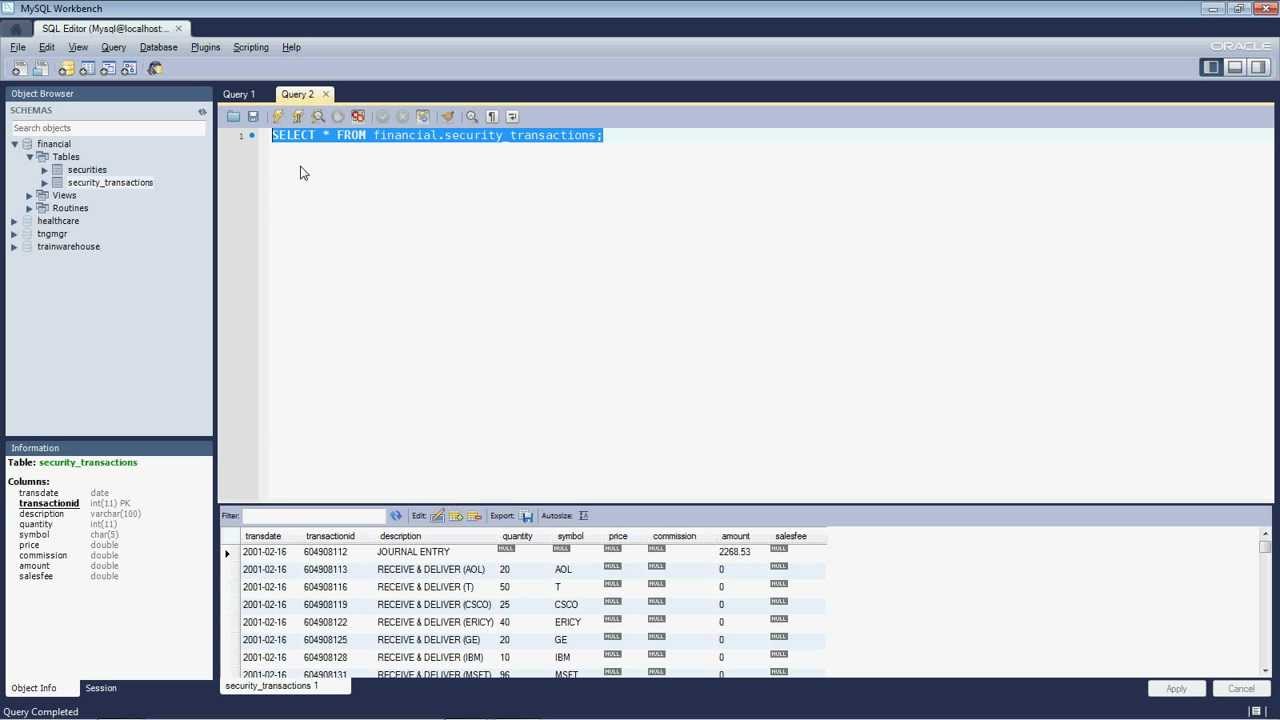 MySQL Workbench
SQL Editor (Mysql@localhost:...
File Edit View Query Database Plugins Scripting Help
ORACLE
Object Browser
SCHEMAS
Search objects
financial
Tables
securities
security_transactions
Views
Routines
healthcare
tngmgr
trainwarehouse
Query 1 Query 2
1 SELECT * FROM financial.security_transactions;
Information
Table: security_transactions
Columns:
transdate date
transactionid int(11) PK
description varchar(100)
quantity int(11)
symbol char(5)
price double
commission double
amount double
salesfee double
Object Info Session
Filter: Edit: Export: Autosize:
transdate transactionid description quantity symbol price commission amount salesfee
2001-02-16 604908112 JOURNAL ENTRY NULL NULL NULL NULL 2268.53 NULL
2001-02-16 604908113 RECEIVE & DELIVER (AOL) 20 AOL NULL NULL 0 NULL
2001-02-16 604908116 RECEIVE & DELIVER (T) 50 T NULL NULL 0 NULL
2001-02-16 604908119 RECEIVE & DELIVER (CSCO) 25 CSCO NULL NULL 0 NULL
2001-02-16 604908122 RECEIVE & DELIVER (ERICY) 40 ERICY NULL NULL 0 NULL
2001-02-16 604908125 RECEIVE & DELIVER (GE) 20 GE NULL NULL 0 NULL
2001-02-16 604908128 RECEIVE & DELIVER (IBM) 10 IBM NULL NULL 0 NULL
2001-02-16 604908131 RECEIVE & DELIVER (MSFT) 96 MSFT NULL NULL 0 NULL
security_transactions 1
Apply Cancel
Query Completed